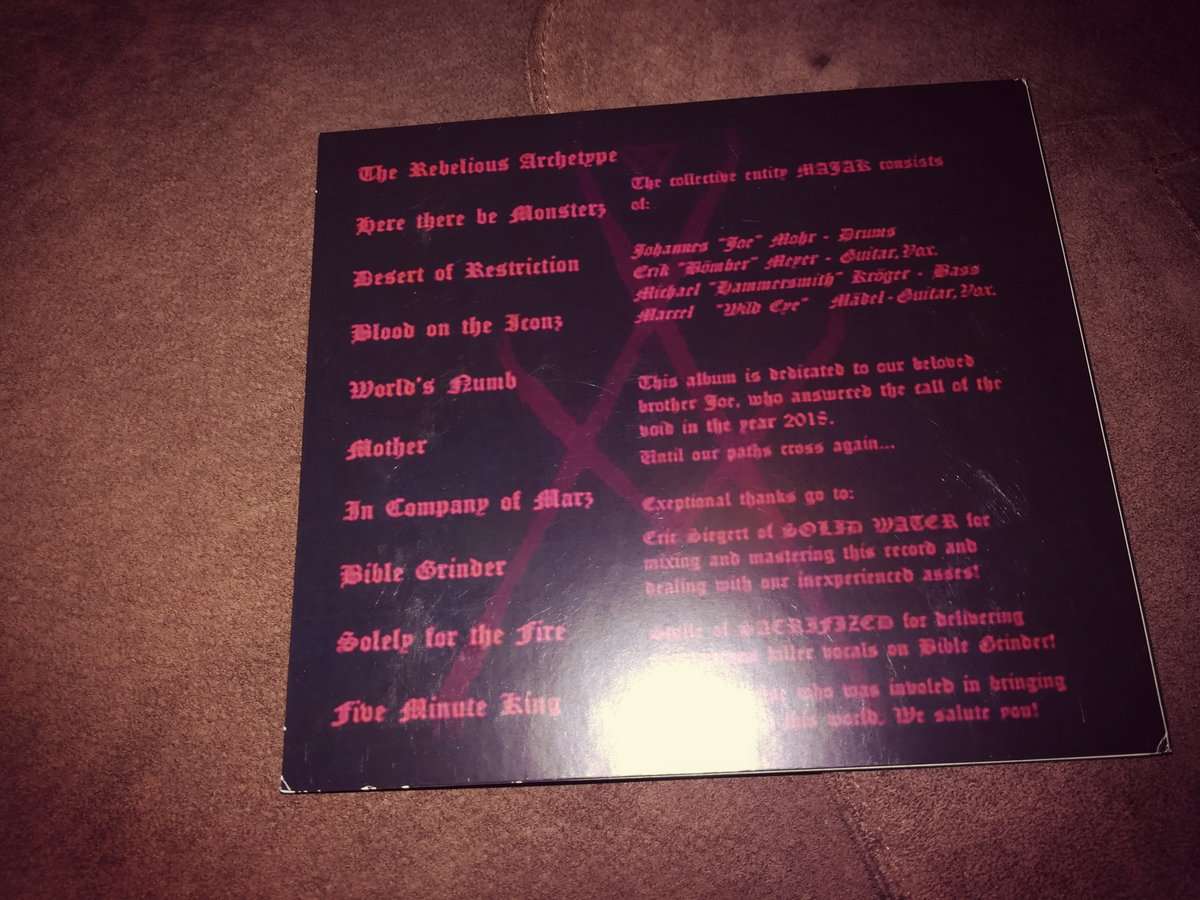 The Rebelious Archetype
Here there be Monsterz
Desert of Restriction
Blood on the Iconz
World's Numb
Mother
In Company of Marz
Bible Grinder
Solely for the Fire
Five Minute King
The collective entity MAJAK consists
of:
Johannes "Joe" Mohr - Drums
Erik "Bömber" Meyer - Guitar, Vox.
Michael "Hammersmith" Kröger - Bass
Marcel "Wild Eye" Mädel - Guitar, Vox.
This album is dedicated to our beloved
brother Joe, who answered the call of the
void in the year 2018.
Until our paths cross again...
Exeptional thanks go to:
Eric Siegert of SOLID WATER for
mixing and mastering this record and
dealing with our inexperienced asses!
of SACRIFIZED for delivering
killer vocals on Bible Grinder!
who was involed in bringing
this world. We salute you!